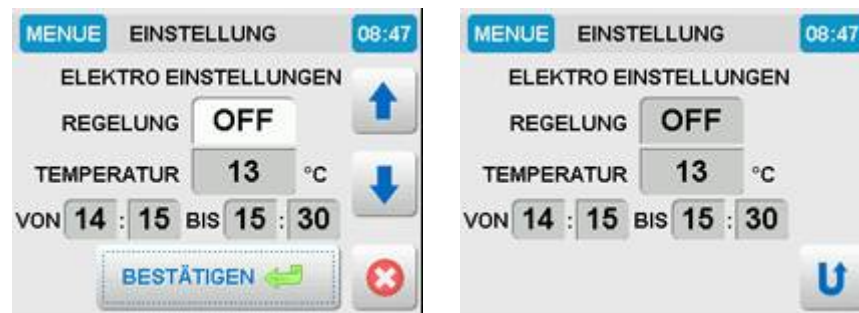 MENUE EINSTELLUNG 08:47
ELEKTRO EINSTELLUNGEN
REGELUNG OFF
TEMPERATUR 13 °C
VON 14 : 15 BIS 15 : 30
BESTÄTIGEN
MENUE EINSTELLUNG 08:47
ELEKTRO EINSTELLUNGEN
REGELUNG OFF
TEMPERATUR 13 °C
VON 14 : 15 BIS 15 : 30